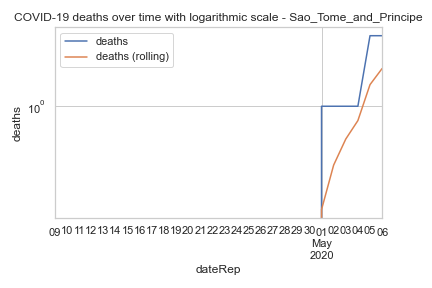 COVID-19 deaths over time with logarithmic scale - Sao_Tome_and_Principe
deaths
deaths (rolling)
10^0
deaths
09 10 11 12 13 14 15 16 17 18 19 20 21 22 23 24 25 26 27 28 29 30 01 02 03 04 05 06
May
2020
dateRep